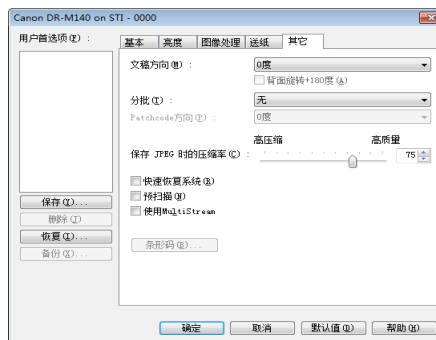 Canon DR-M140 on STI - 0000
用户首选项(P)：
基本 亮度 图像处理 送纸 其它
文稿方向(M)： 0度
背面旋转+180度(A)
分批(T)： 无
Patchcode方向(P)： 0度
高压缩 高质量
保存 JPEG 时的压缩率(C)： 75
快速恢复系统(R)
预扫描(W)
使用MultiStream
条形码(B)...
保存(V)...
删除(J)
恢复(L)...
备份(X)...
确定 取消 默认值(D) 帮助(H)